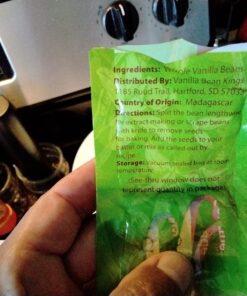 Ingredients: Whole Vanilla Beans
Distributed By: Vanilla Bean Kings
1185 Ruud Trail, Hartford, SD 57033
Country of Origin: Madagascar
Directions: Split the bean lengthwise
for extract making or scrape beans
with knife to remove seeds
for baking. Add the seeds to your
batter or mix as called out by
recipe.
Storage: Vacuum sealed bag at room
temperature.
See-thru window does not
represent quantity in package